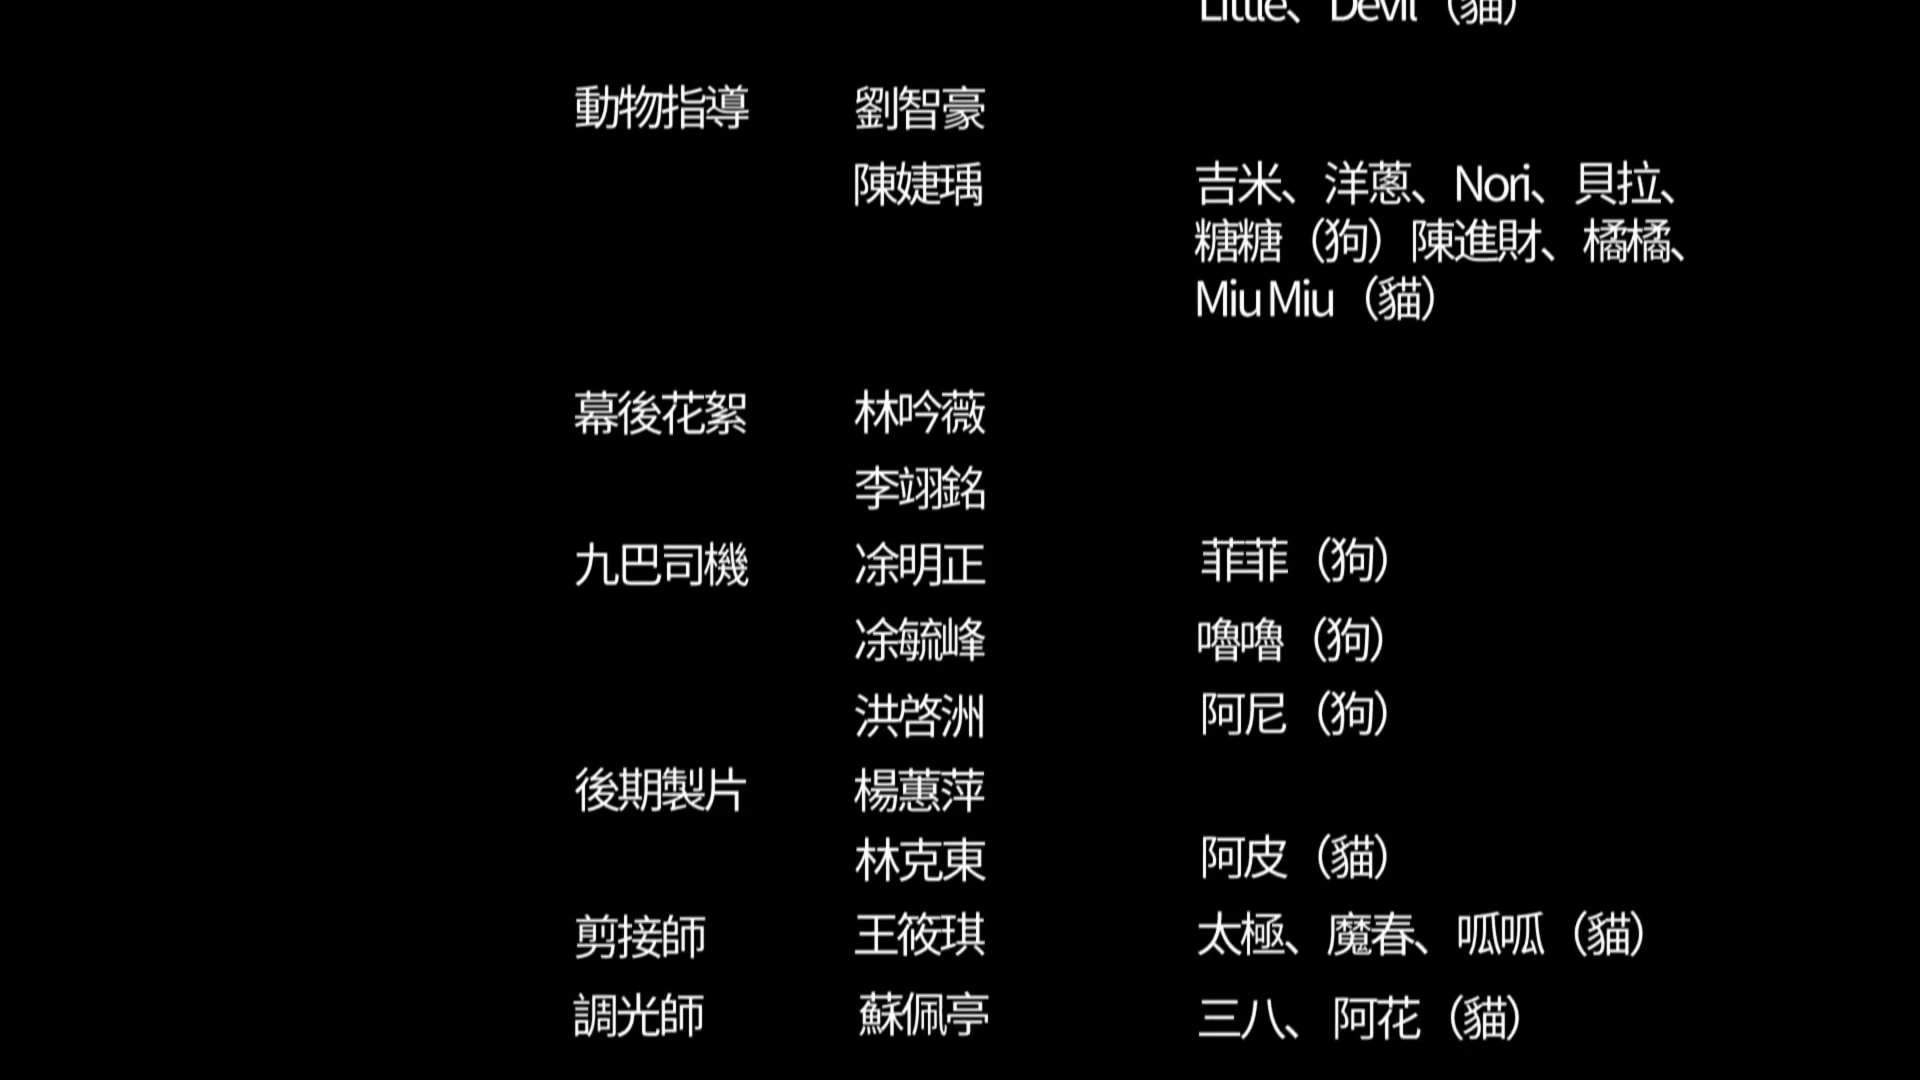 Little、Devil（貓）
動物指導 劉智豪
陳婕瑀 吉米、洋蔥、Nori、貝拉、
糖糖（狗）陳進財、橘橘、
Miu Miu（貓）
幕後花絮 林吟薇
李翊銘
九巴司機 凃明正 菲菲（狗）
凃毓峰 嚕嚕（狗）
洪啓洲 阿尼（狗）
後期製片 楊蕙萍
林克東 阿皮（貓）
剪接師 王筱琪 太極、魔春、呱呱（貓）
調光師 蘇佩亭 三八、阿花（貓）